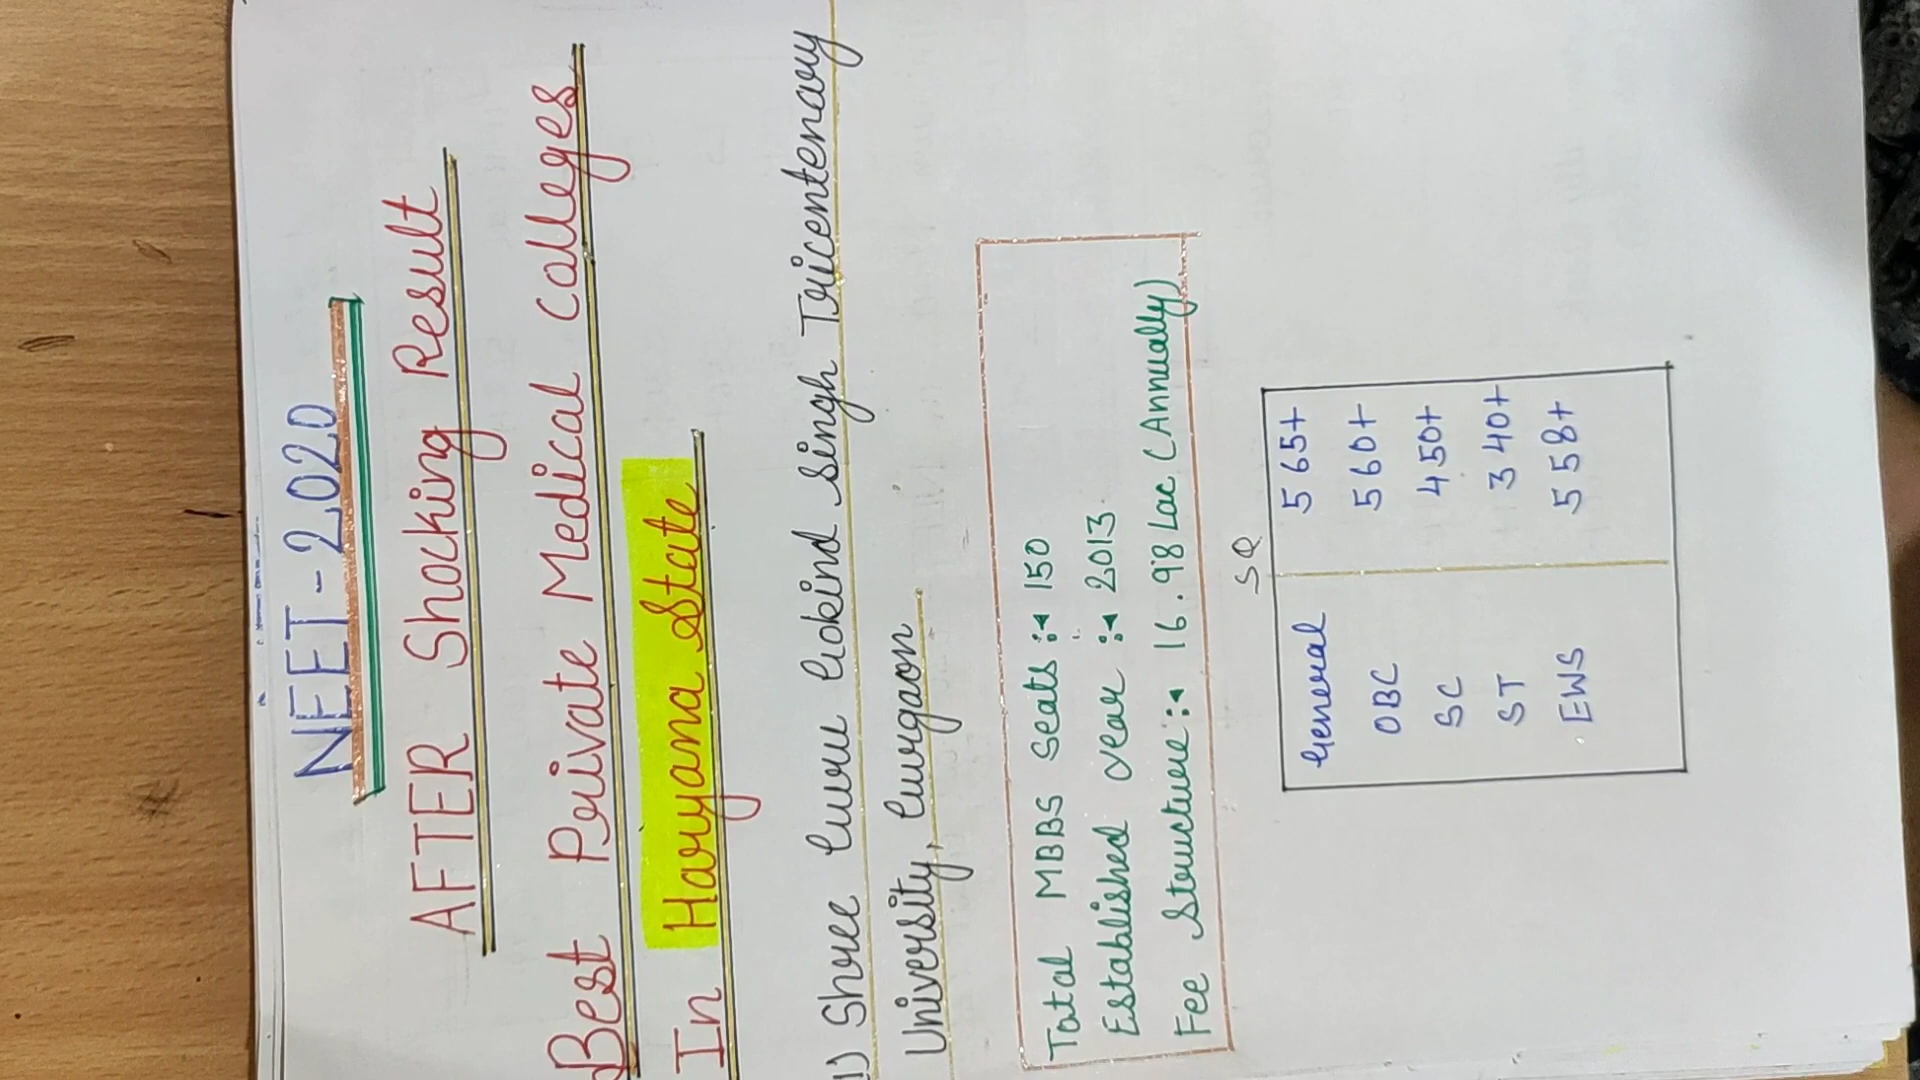 NEET-2020
AFTER Shocking Result
Best Private Medical Colleges
In Haryana State
1) Shree Guru Gokind Singh Tricentenary
University, Gurgaon
Total MBBS Seats :- 150
Established Year :- 2013
Fee Structure :- 16.98 Lac (Annually)
SQ
General 565+
OBC 560+
SC 450+
ST 340+
EWS 558+